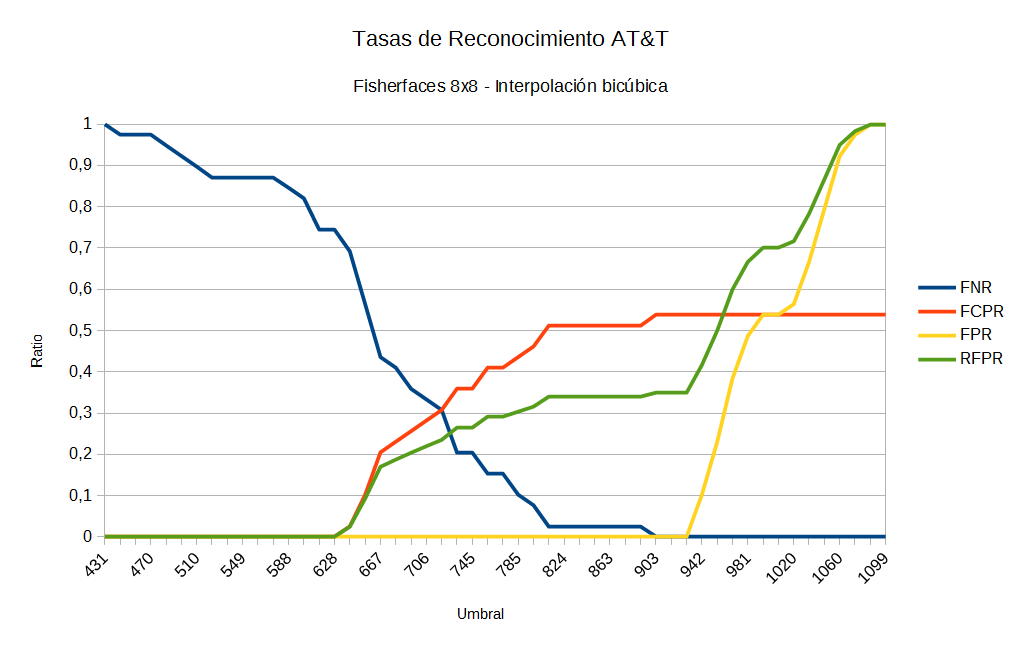 Tasas de Reconocimiento AT&T
Fisherfaces 8x8 - Interpolación bicúbica
1
0,9
0,8
0,7
0,6
0,5
0,4
0,3
0,2
0,1
0
Ratio
431 470 510 549 588 628 667 706 745 785 824 863 903 942 981 1020 1060 1099
Umbral
FNR
FCPR
FPR
RFPR